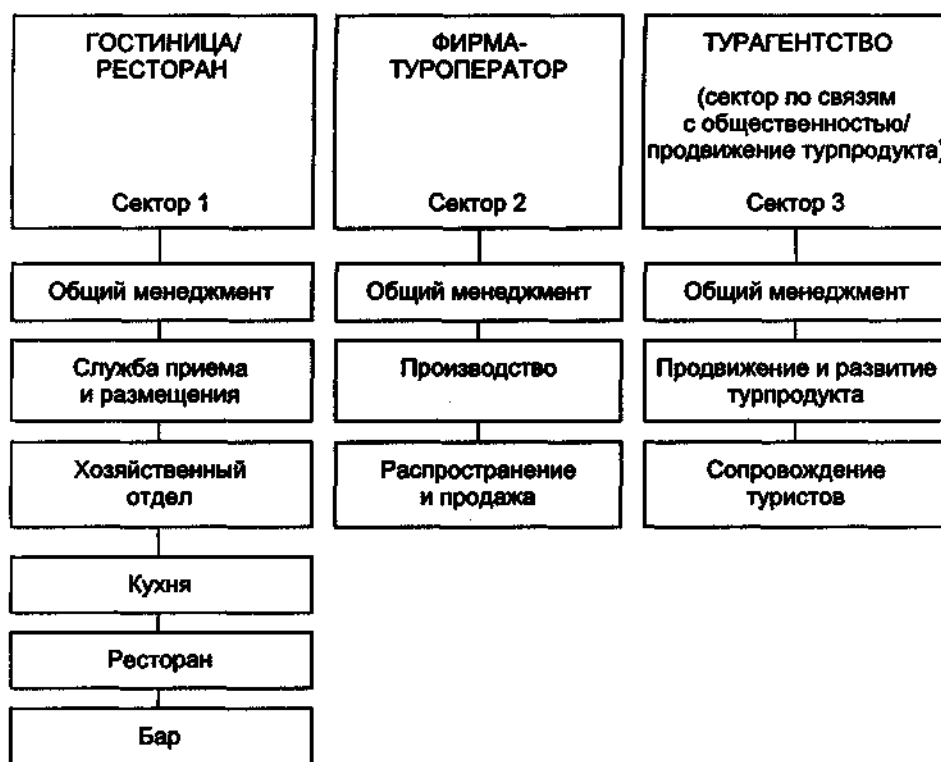 ГОСТИНИЦА/
РЕСТОРАН
Сектор 1
Общий менеджмент
Служба приема
и размещения
Хозяйственный
отдел
Кухня
Ресторан
Бар
ФИРМА-
ТУРОПЕРАТОР
Сектор 2
Общий менеджмент
Производство
Распространение
и продажа
ТУРАГЕНТСТВО
(сектор по связям
с общественностью/
продвижение турпродукта)
Сектор 3
Общий менеджмент
Продвижение и развитие
турпродукта
Сопровождение
туристов